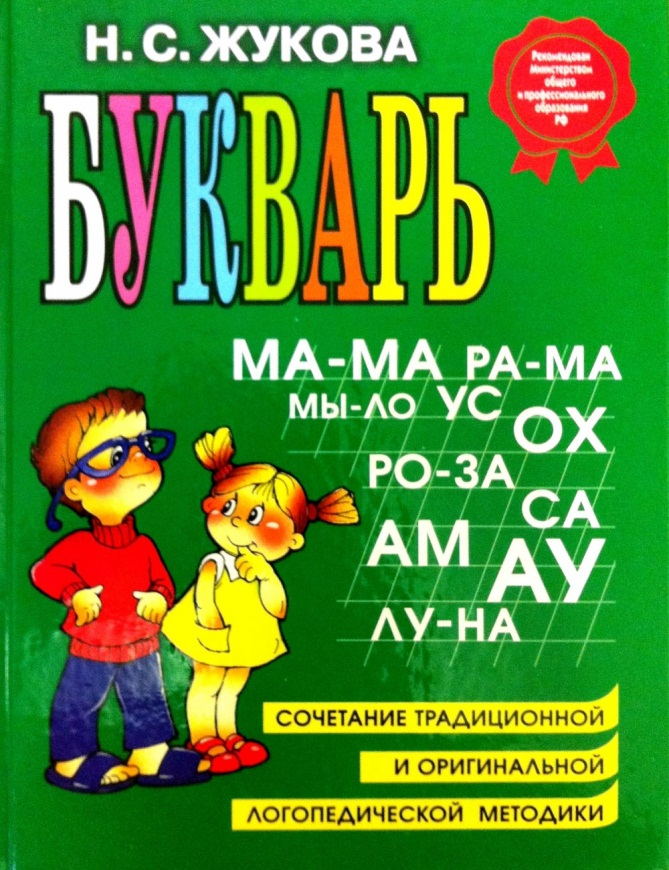 Н. С. ЖУКОВА
Рекомендован
Министерством
общего
и профессионального
образования
РФ
БУКВАРЬ
МА-МА РА-МА
МЫ-ЛО УС
ОХ
РО-ЗА
СА
АМ
АУ
ЛУ-НА
СОЧЕТАНИЕ ТРАДИЦИОННОЙ
И ОРИГИНАЛЬНОЙ
ЛОГОПЕДИЧЕСКОЙ МЕТОДИКИ